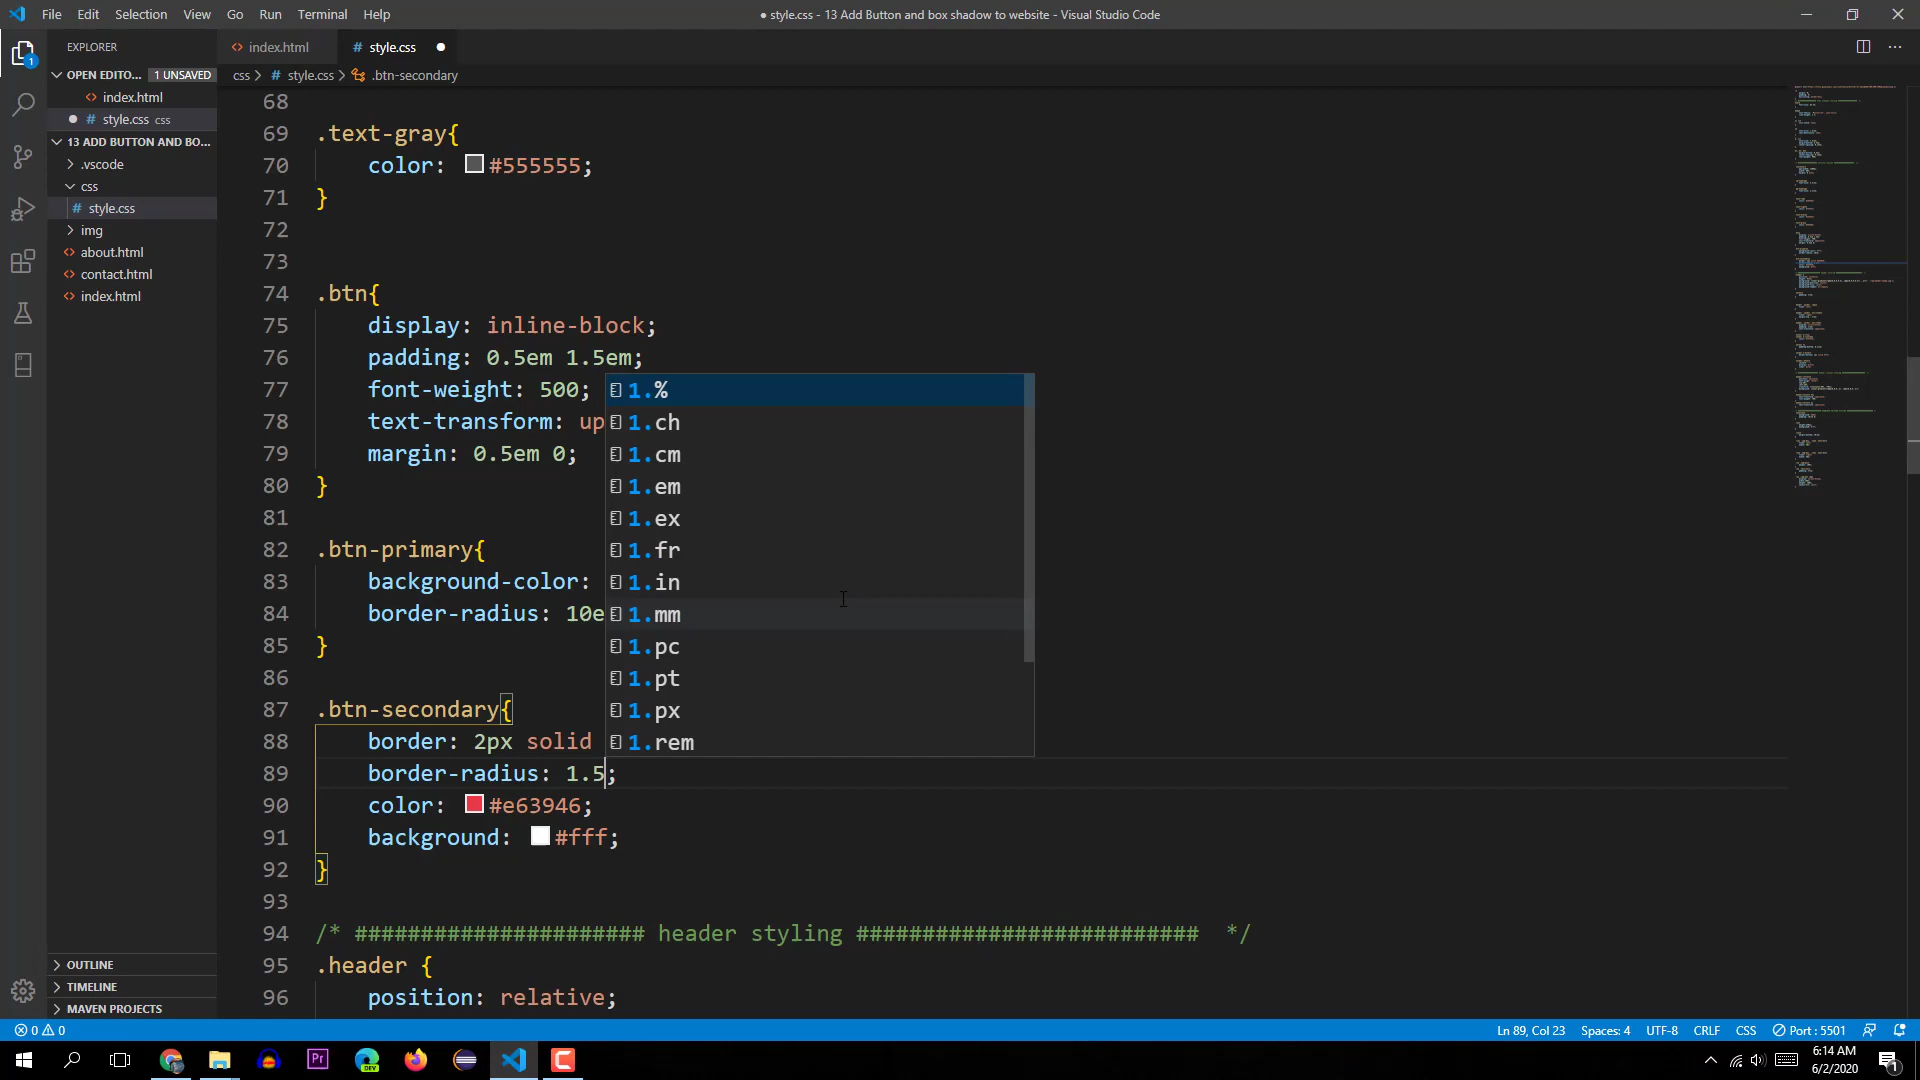 File Edit Selection View Go Run Terminal Help
● style.css - 13 Add Button and box shadow to website - Visual Studio Code
EXPLORER
index.html
# style.css ●
OPEN EDITO... 1 UNSAVED
css > # style.css > .btn-secondary
index.html
● # style.css css
13 ADD BUTTON AND BO...
.vscode
css
# style.css
img
about.html
contact.html
index.html
68
69 .text-gray{
70 color: #555555;
71 }
72
73
74 .btn{
75 display: inline-block;
76 padding: 0.5em 1.5em;
77 font-weight: 500;
78 text-transform: up
79 margin: 0.5em 0;
80 }
81
82 .btn-primary{
83 background-color:
84 border-radius: 10e
85 }
86
87 .btn-secondary{
88 border: 2px solid
89 border-radius: 1.5;
90 color: #e63946;
91 background: #fff;
92 }
93
94 /* ###################### header styling ########################## */
95 .header {
96 position: relative;
1.%
1.ch
1.cm
1.em
1.ex
1.fr
1.in
1.mm
1.pc
1.pt
1.px
1.rem
OUTLINE
TIMELINE
MAVEN PROJECTS
0 0
Ln 89, Col 23 Spaces: 4 UTF-8 CRLF CSS Port : 5501
6:14 AM
6/2/2020